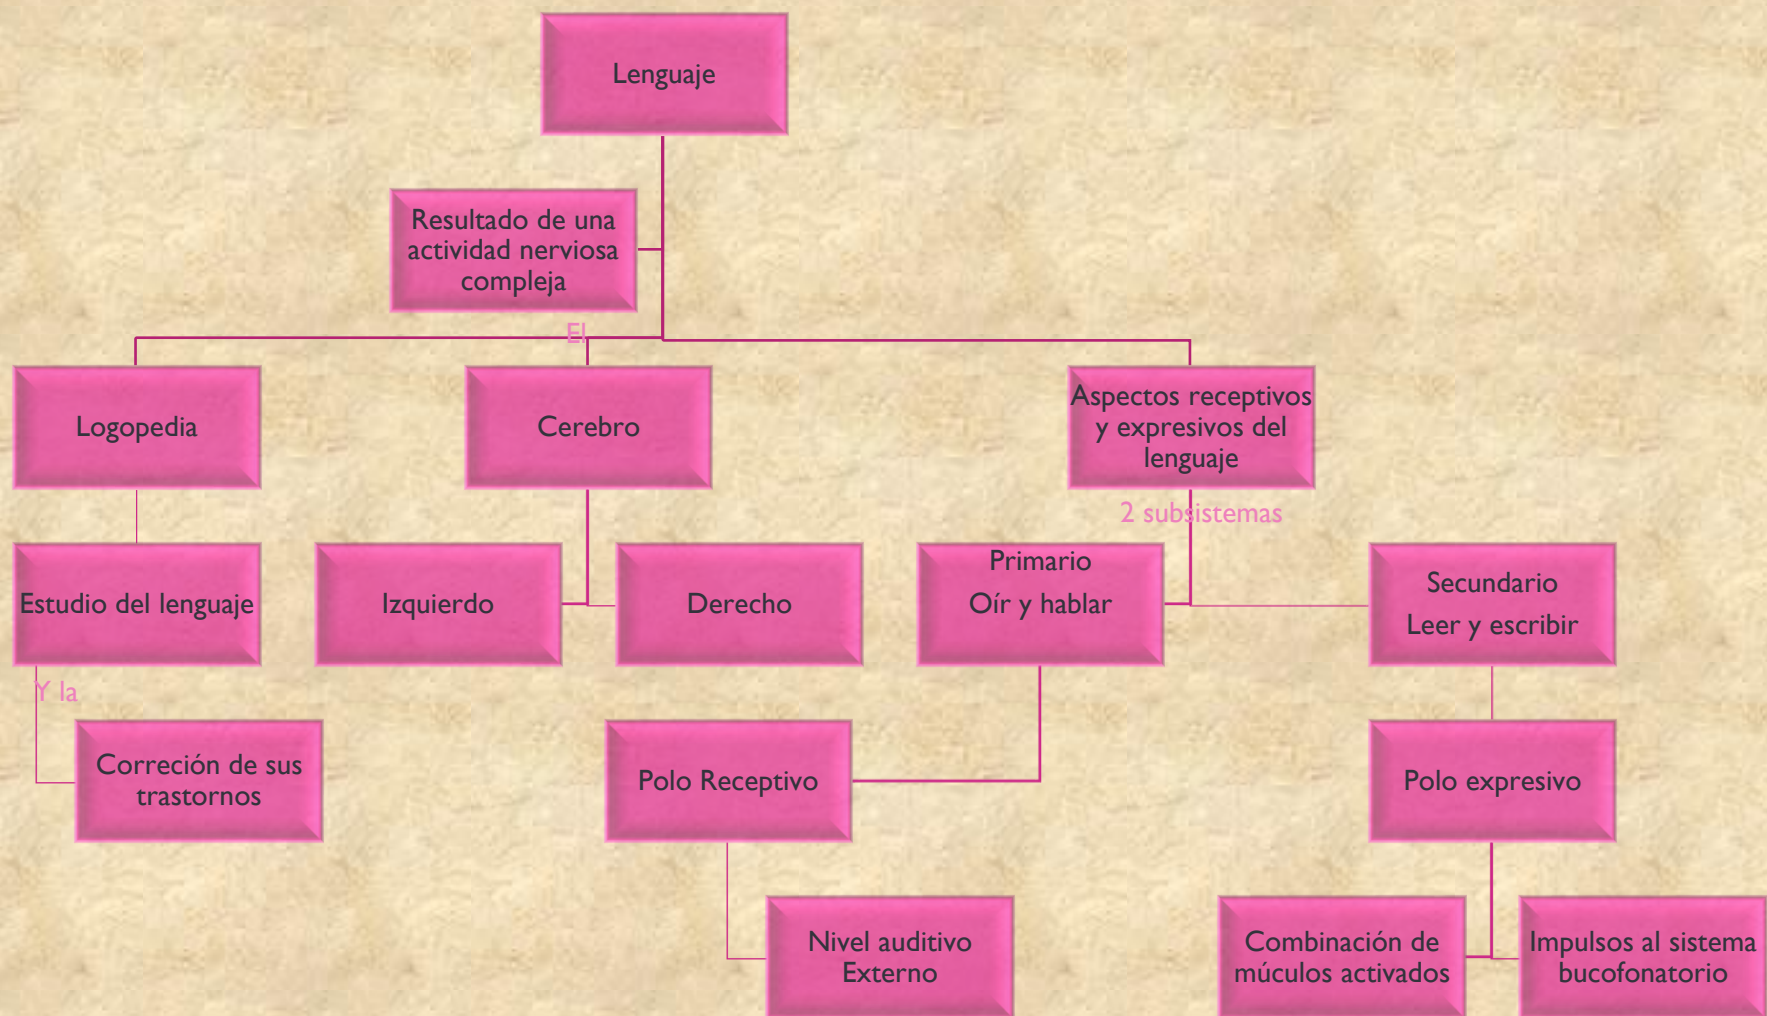 Lenguaje
Resultado de una
actividad nerviosa
compleja
El
Logopedia
Cerebro
Aspectos receptivos
y expresivos del
lenguaje
2 subsistemas
Estudio del lenguaje
Izquierdo
Derecho
Primario
Oír y hablar
Secundario
Leer y escribir
Y la
Correción de sus
trastornos
Polo Receptivo
Polo expresivo
Nivel auditivo
Externo
Combinación de
múculos activados
Impulsos al sistema
bucofonatorio